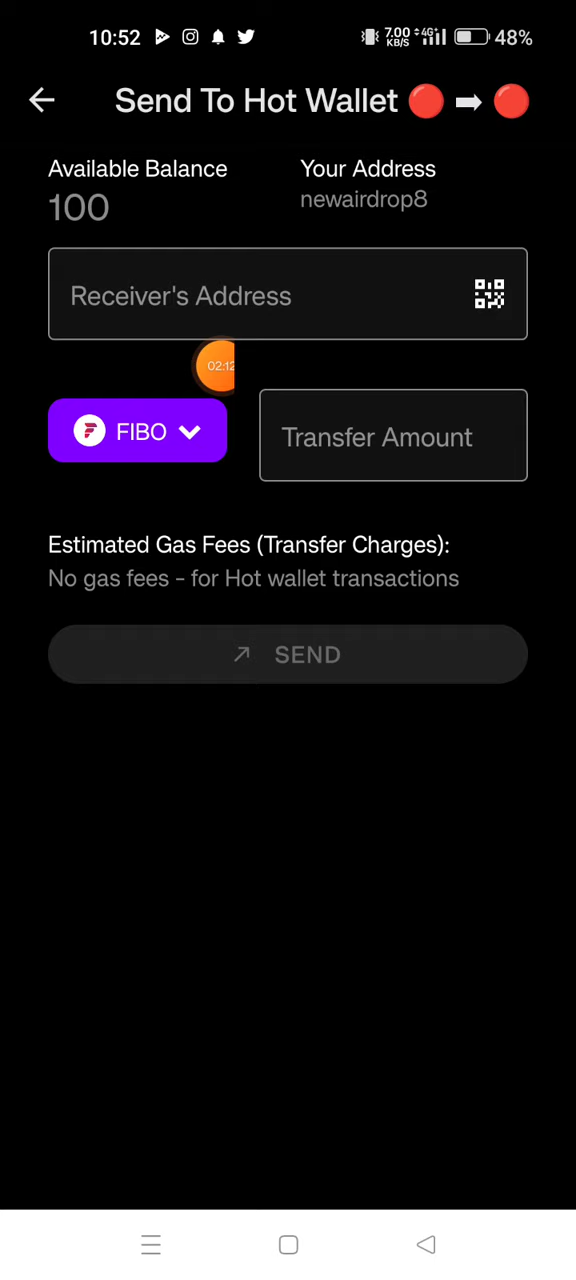 10:52 7.00 KB/S 4G+ 48%
Send To Hot Wallet 🔴 ➡ 🔴
Available Balance Your Address
100 newairdrop8
Receiver's Address
02:12
FIBO Transfer Amount
Estimated Gas Fees (Transfer Charges):
No gas fees - for Hot wallet transactions
SEND